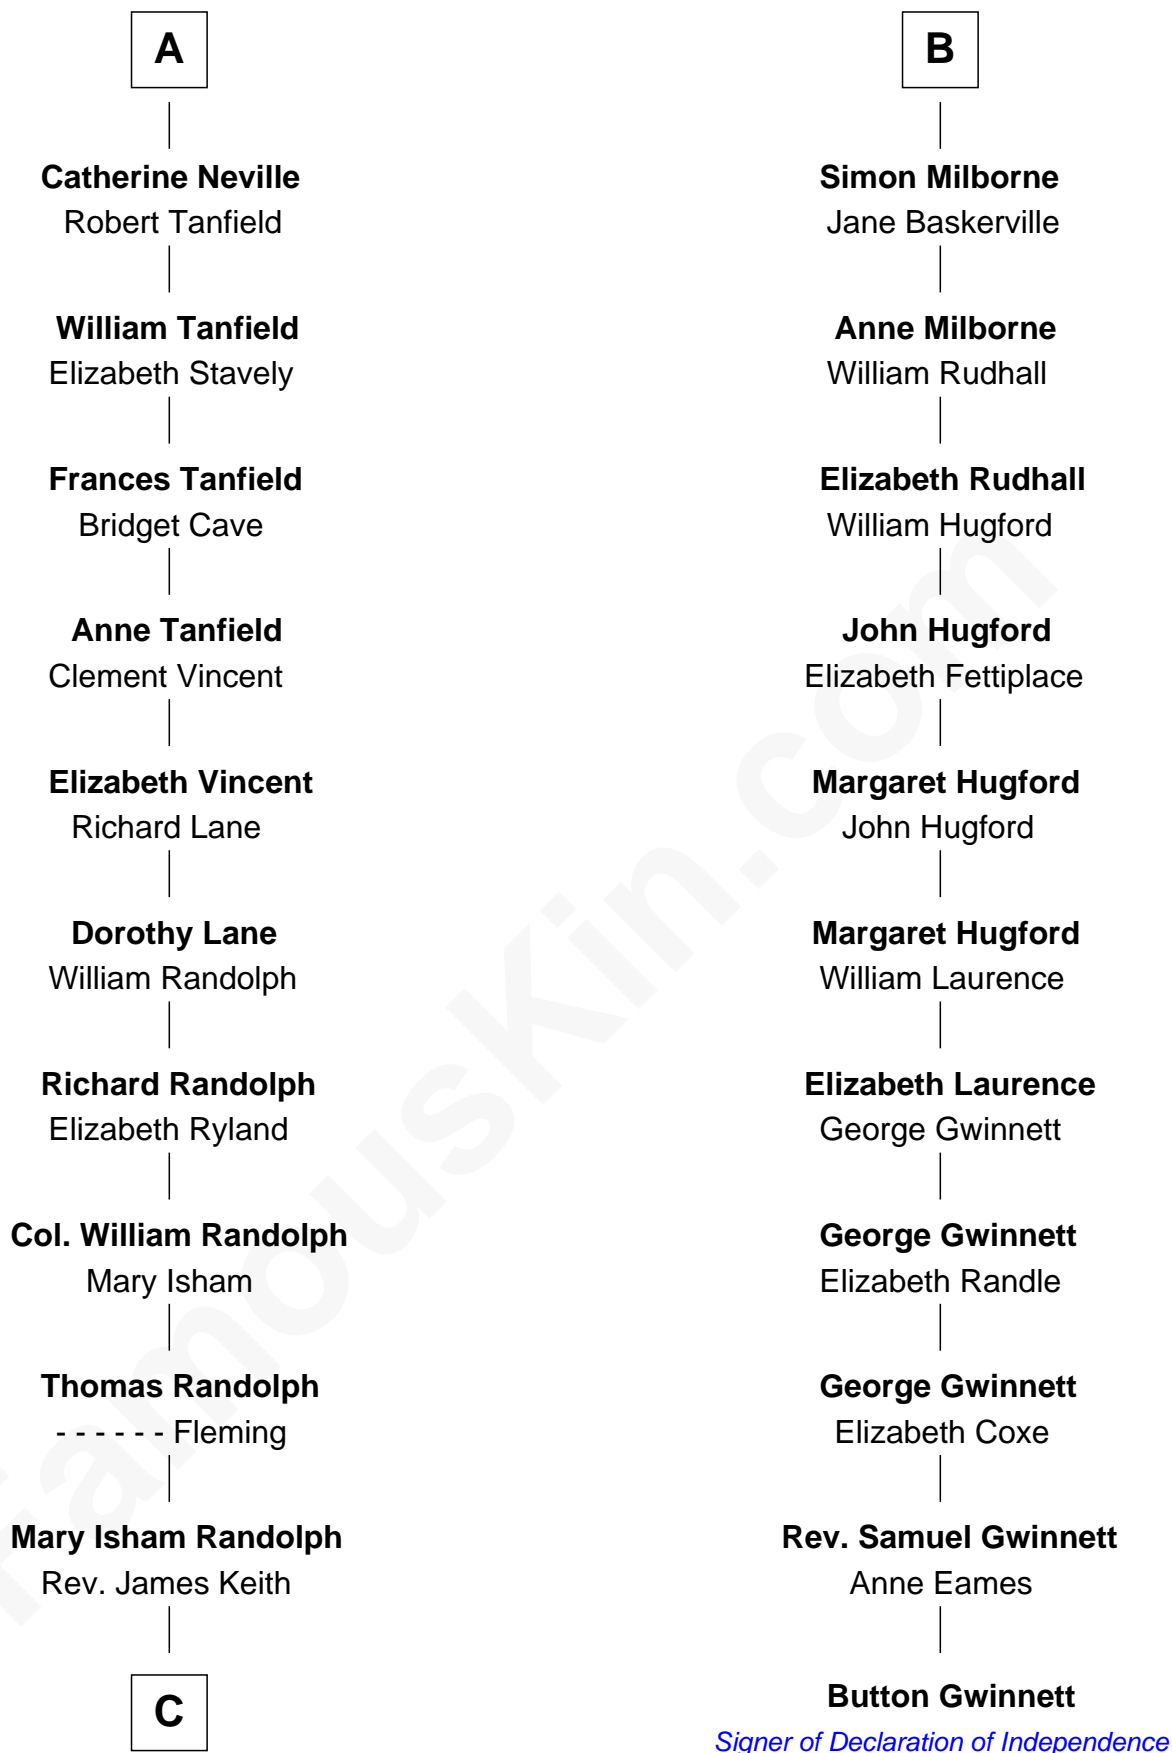 A
Catherine Neville
Robert Tanfield
William Tanfield
Elizabeth Stavely
Frances Tanfield
Bridget Cave
Anne Tanfield
Clement Vincent
Elizabeth Vincent
Richard Lane
Dorothy Lane
William Randolph
Richard Randolph
Elizabeth Ryland
Col. William Randolph
Mary Isham
Thomas Randolph
- - - - - - Fleming
Mary Isham Randolph
Rev. James Keith
C
B
Simon Milborne
Jane Baskerville
Anne Milborne
William Rudhall
Elizabeth Rudhall
William Hugford
John Hugford
Elizabeth Fettiplace
Margaret Hugford
John Hugford
Margaret Hugford
William Laurence
Elizabeth Laurence
George Gwinnett
George Gwinnett
Elizabeth Randle
George Gwinnett
Elizabeth Coxe
Rev. Samuel Gwinnett
Anne Eames
Button Gwinnett
Signer of Declaration of Independence
FamousKin.com